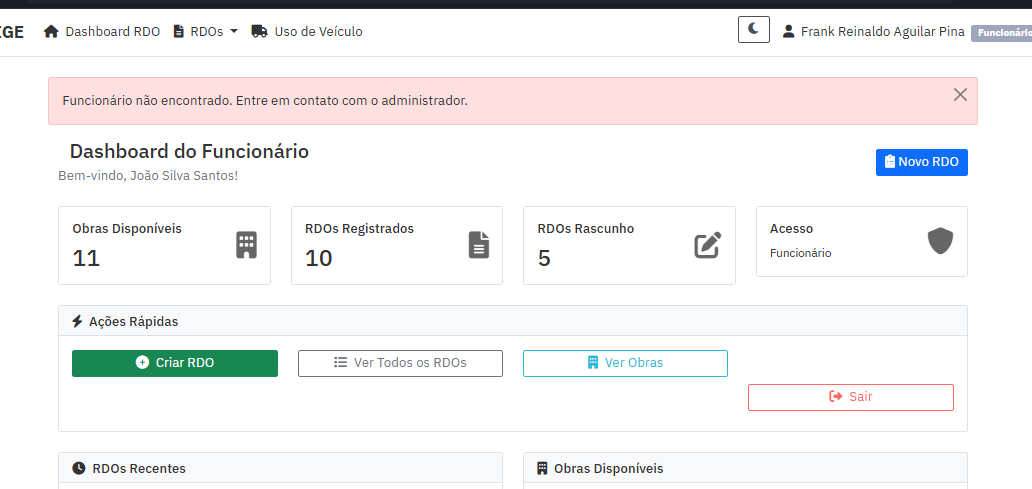 EGE Dashboard RDO RDOs Uso de Veículo Frank Reinaldo Aguilar Pina Funcionário
Funcionário não encontrado. Entre em contato com o administrador.
Dashboard do Funcionário
Bem-vindo, João Silva Santos!
Novo RDO
Obras Disponíveis
11
RDOs Registrados
10
RDOs Rascunho
5
Acesso
Funcionário
Ações Rápidas
Criar RDO
Ver Todos os RDOs
Ver Obras
Sair
RDOs Recentes
Obras Disponíveis